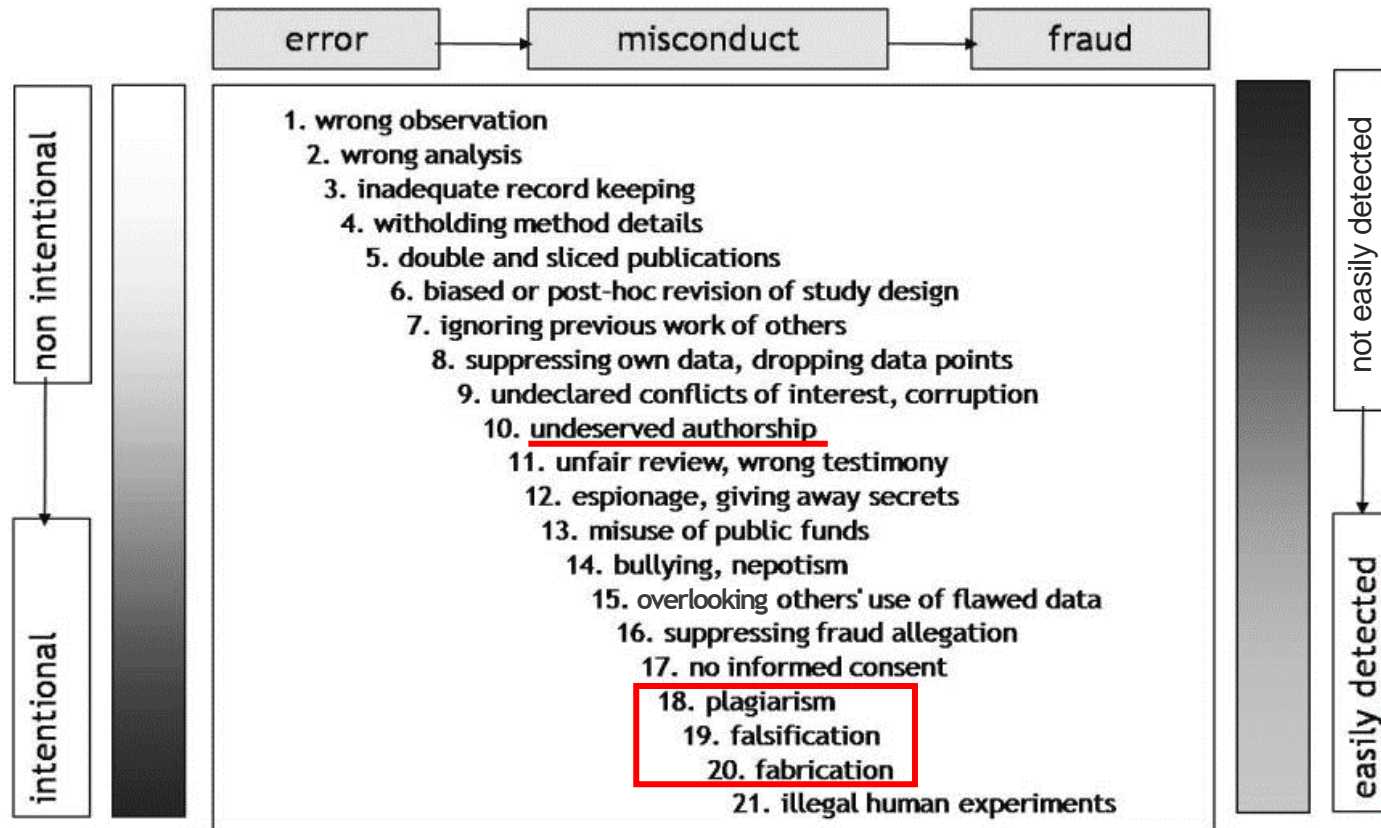 error
misconduct
fraud
non intentional
intentional
1. wrong observation
2. wrong analysis
3. inadequate record keeping
4. witholding method details
5. double and sliced publications
6. biased or post-hoc revision of study design
7. ignoring previous work of others
8. suppressing own data, dropping data points
9. undeclared conflicts of interest, corruption
10. undeserved authorship
11. unfair review, wrong testimony
12. espionage, giving away secrets
13. misuse of public funds
14. bullying, nepotism
15. overlooking others' use of flawed data
16. suppressing fraud allegation
17. no informed consent
18. plagiarism
19. falsification
20. fabrication
21. illegal human experiments
not easily detected
easily detected